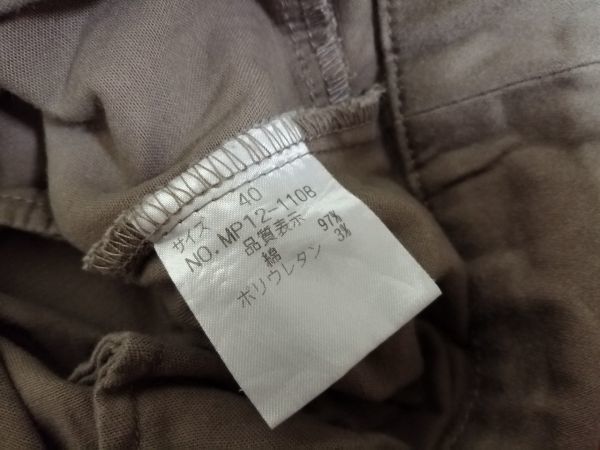 サイズ 40
NO. MP12-1108
品質表示
綿 97%
ポリウレタン 3%